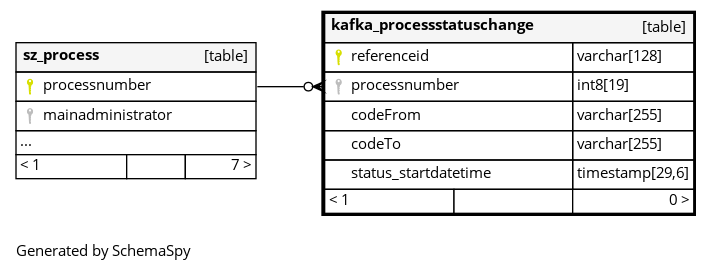 sz_process [table]
processnumber
mainadministrator
...
< 1 7 >
kafka_processstatuschange [table]
referenceid varchar[128]
processnumber int8[19]
codeFrom varchar[255]
codeTo varchar[255]
status_startdatetime timestamp[29,6]
< 1 0 >
Generated by SchemaSpy